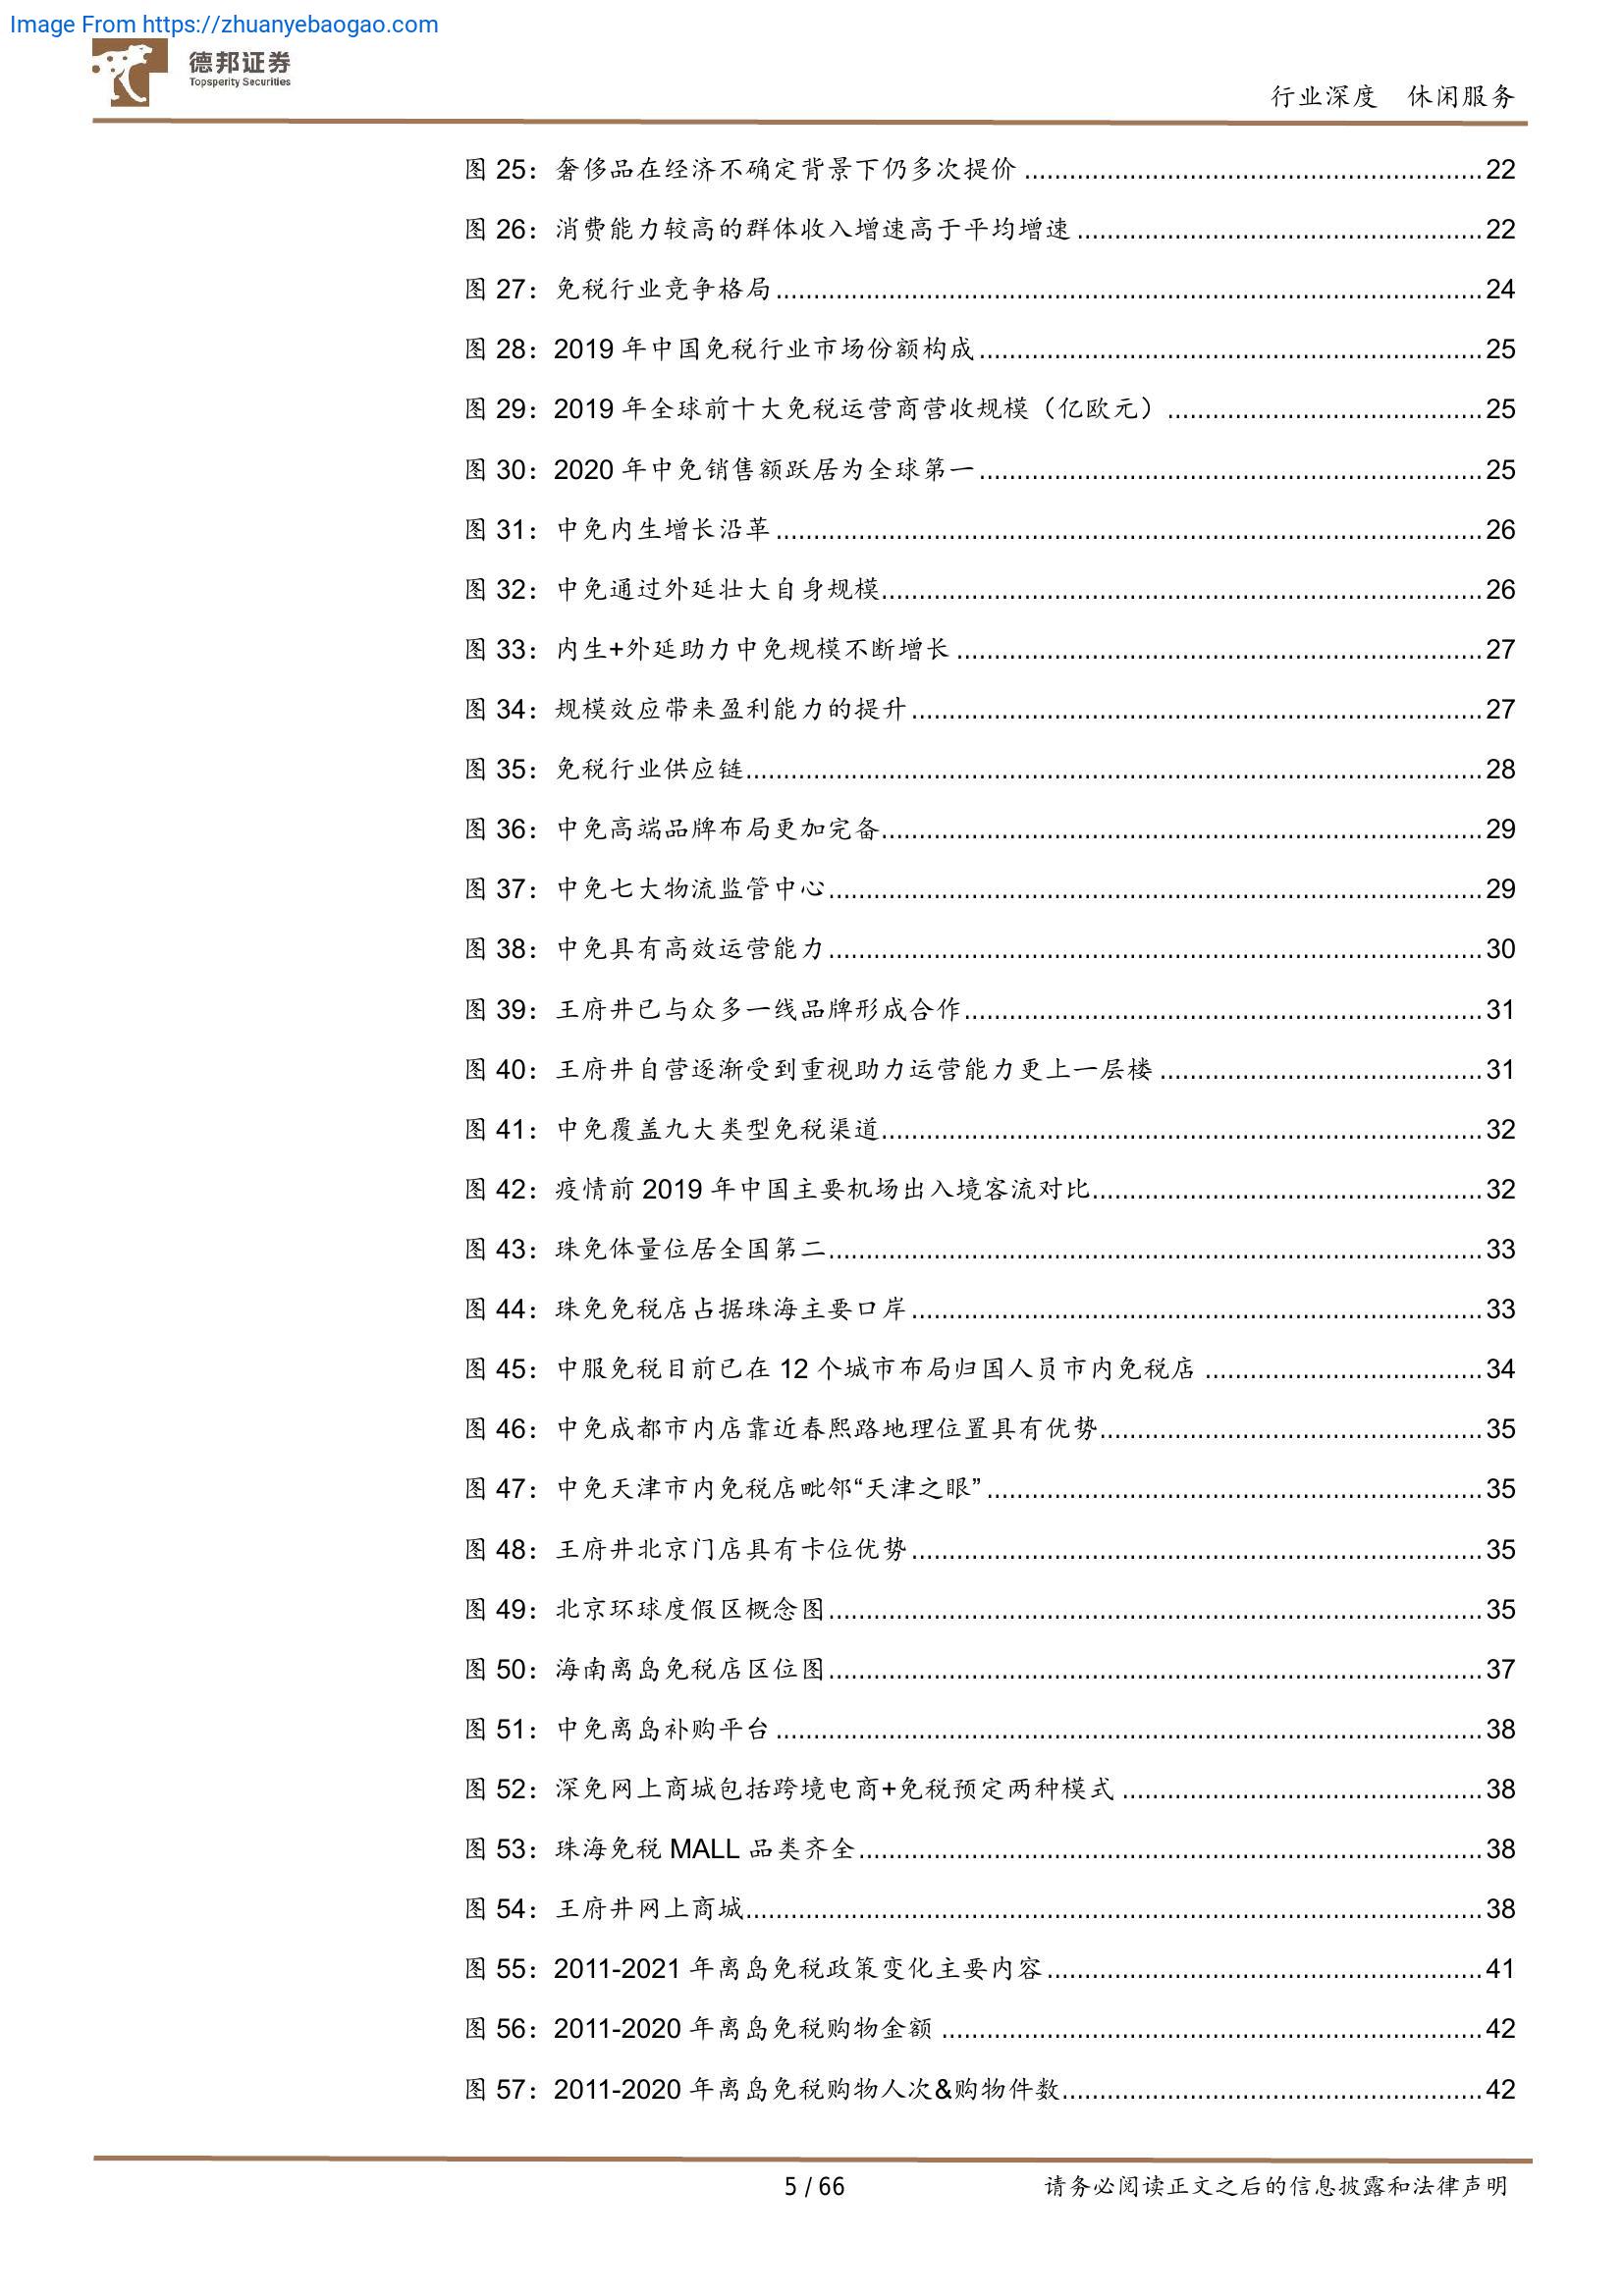 Image From https://zhuanyebaogao.com
德邦证券
Topsperity Securities
行业深度 休闲服务
图 25：奢侈品在经济不确定背景下仍多次提价 ............................................................ 22
图 26：消费能力较高的群体收入增速高于平均增速 ..................................................... 22
图 27：免税行业竞争格局 ............................................................................................. 24
图 28：2019 年中国免税行业市场份额构成 .................................................................. 25
图 29：2019 年全球前十大免税运营商营收规模（亿欧元） ......................................... 25
图 30：2020 年中免销售额跃居为全球第一 .................................................................. 25
图 31：中免内生增长沿革 ............................................................................................. 26
图 32：中免通过外延壮大自身规模............................................................................... 26
图 33：内生+外延助力中免规模不断增长 ..................................................................... 27
图 34：规模效应带来盈利能力的提升 ........................................................................... 27
图 35：免税行业供应链................................................................................................. 28
图 36：中免高端品牌布局更加完备............................................................................... 29
图 37：中免七大物流监管中心 ...................................................................................... 29
图 38：中免具有高效运营能力 ...................................................................................... 30
图 39：王府井已与众多一线品牌形成合作.................................................................... 31
图 40：王府井自营逐渐受到重视助力运营能力更上一层楼 .......................................... 31
图 41：中免覆盖九大类型免税渠道............................................................................... 32
图 42：疫情前 2019 年中国主要机场出入境客流对比................................................... 32
图 43：珠免体量位居全国第二 ...................................................................................... 33
图 44：珠免免税店占据珠海主要口岸 ........................................................................... 33
图 45：中服免税目前已在 12 个城市布局归国人员市内免税店 .................................... 34
图 46：中免成都市内店靠近春熙路地理位置具有优势.................................................. 35
图 47：中免天津市内免税店毗邻“天津之眼” ................................................................. 35
图 48：王府井北京门店具有卡位优势 ........................................................................... 35
图 49：北京环球度假区概念图 ...................................................................................... 35
图 50：海南离岛免税店区位图 ...................................................................................... 37
图 51：中免离岛补购平台 ............................................................................................. 38
图 52：深免网上商城包括跨境电商+免税预定两种模式 ............................................... 38
图 53：珠海免税 MALL 品类齐全.................................................................................. 38
图 54：王府井网上商城................................................................................................. 38
图 55：2011-2021 年离岛免税政策变化主要内容 ......................................................... 41
图 56：2011-2020 年离岛免税购物金额 ....................................................................... 42
图 57：2011-2020 年离岛免税购物人次&购物件数....................................................... 42
5 / 66
请务必阅读正文之后的信息披露和法律声明